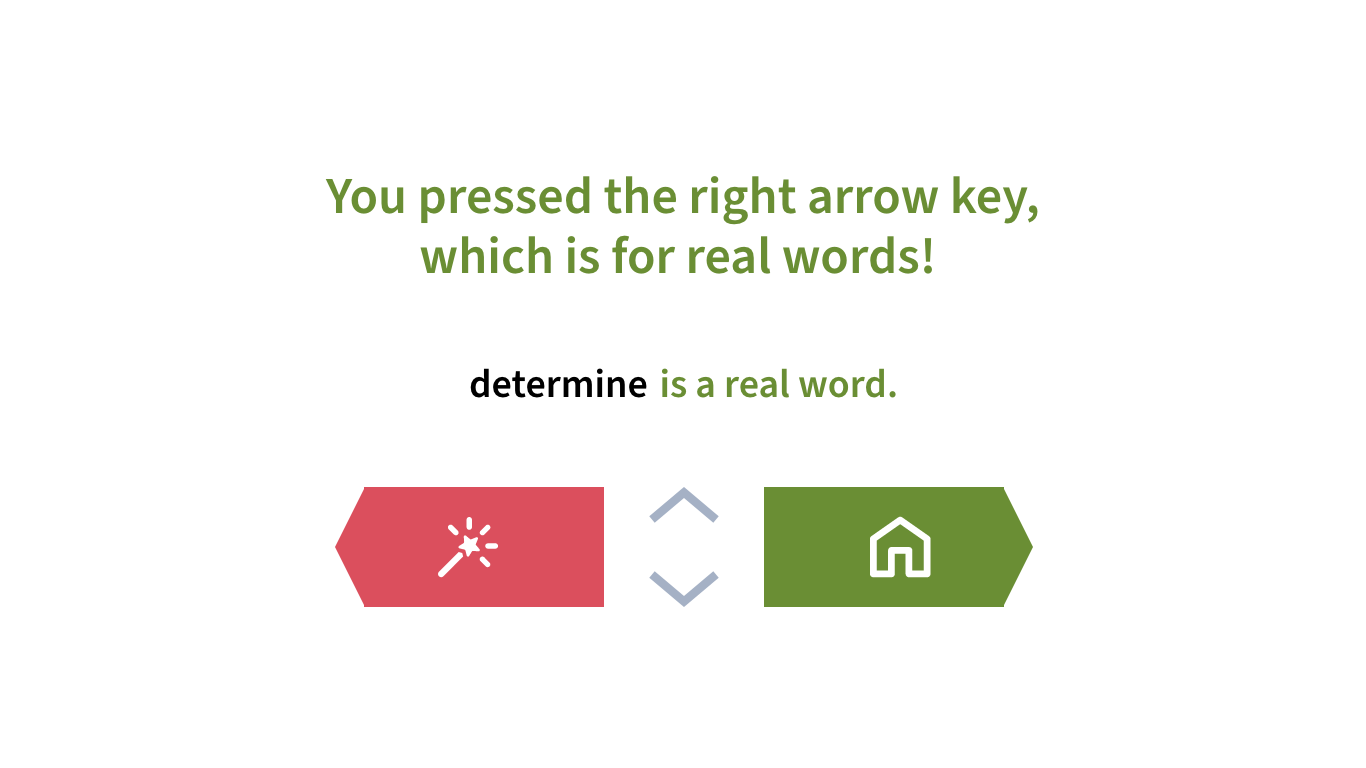 You pressed the right arrow key,
which is for real words!
determine is a real word.